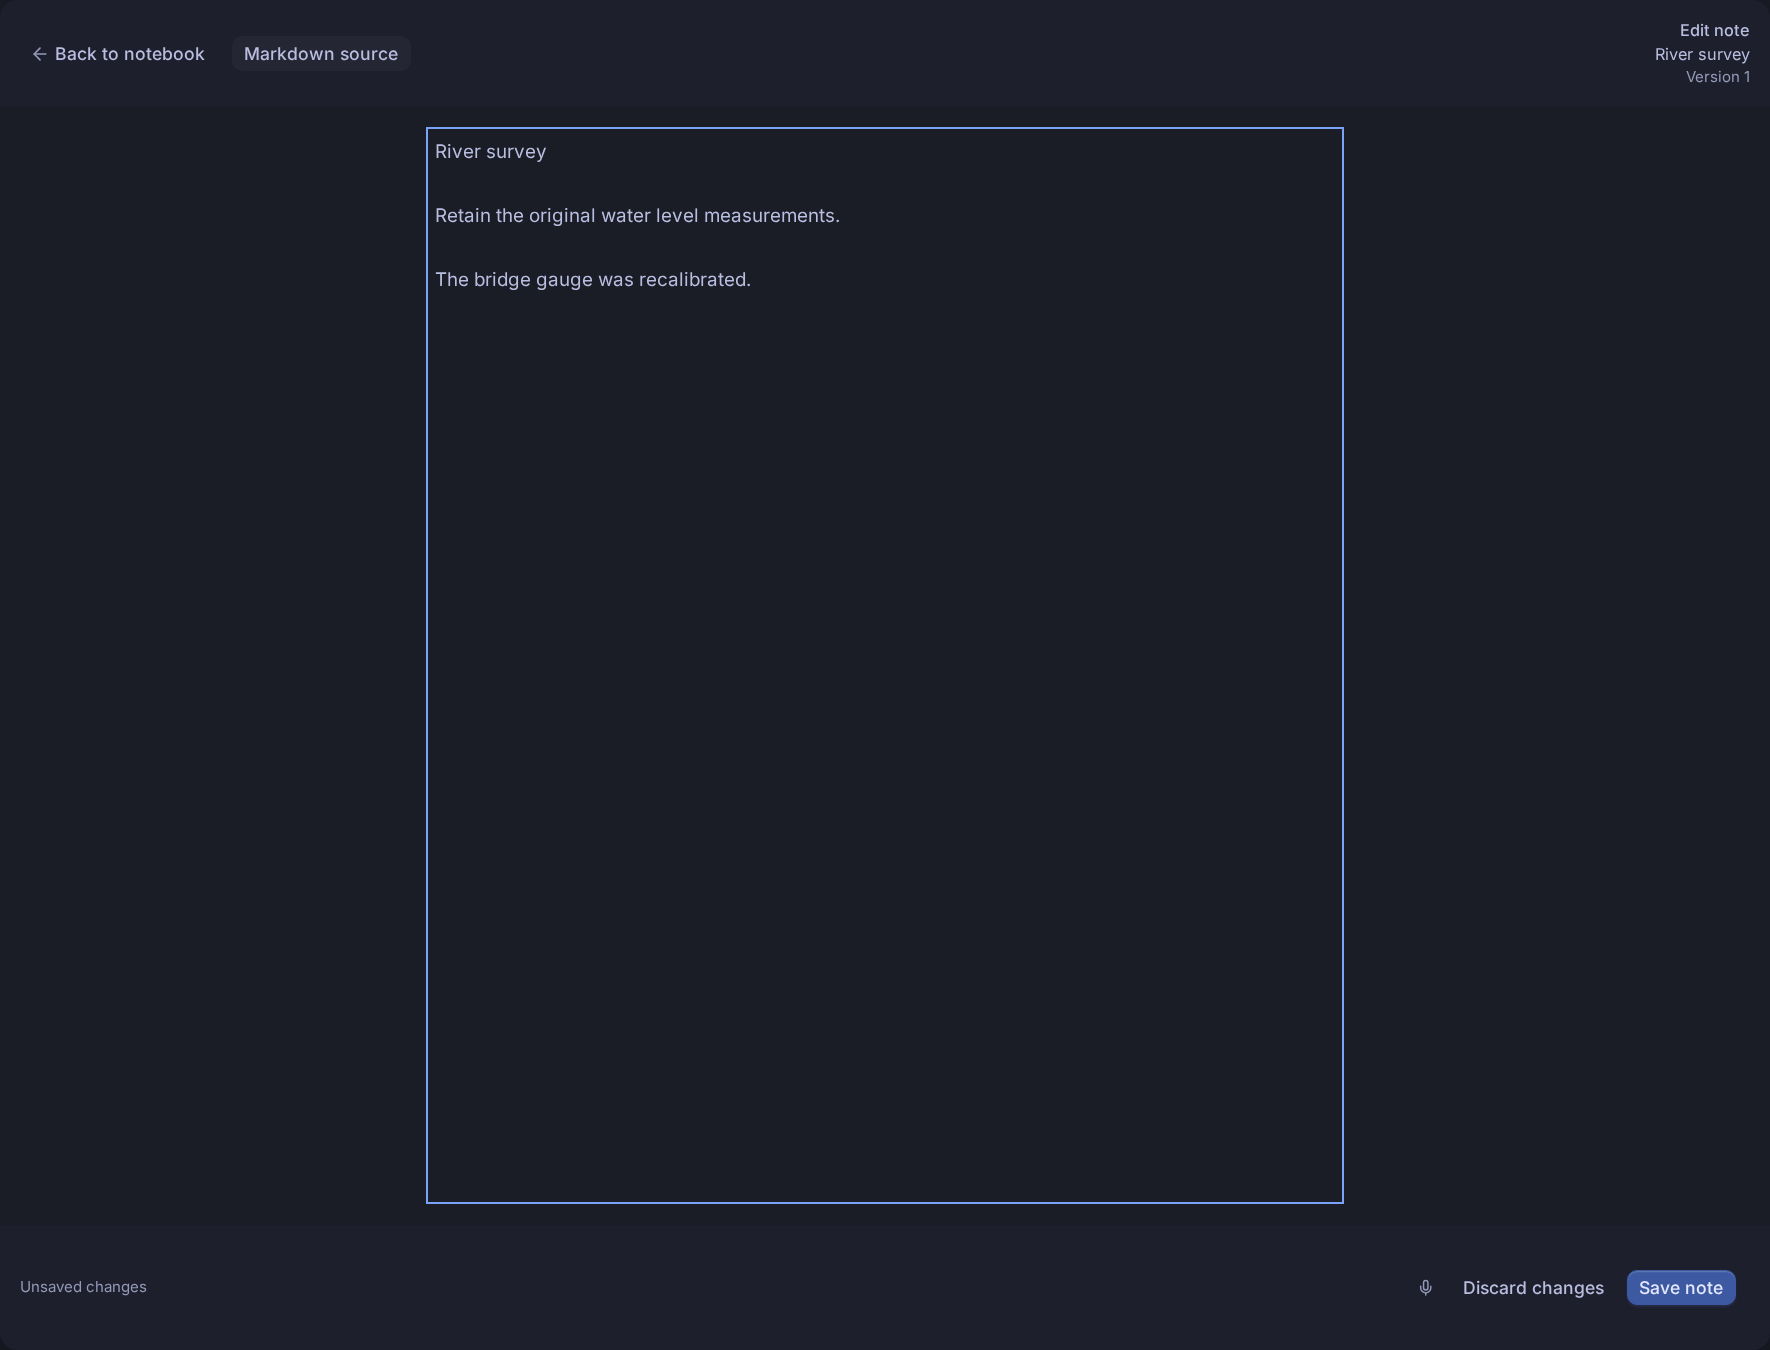 Back to notebook
Markdown source
Edit note
River survey
Version 1
River survey
Retain the original water level measurements.
The bridge gauge was recalibrated.
Unsaved changes
Discard changes
Save note